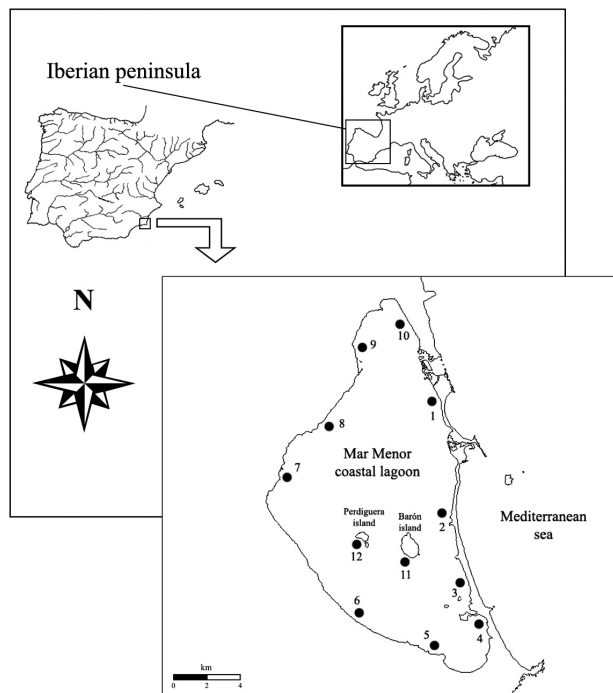 Iberian peninsula
N
10
9
1
8
Mar Menor
coastal lagoon
7
Perdiguera
island
Barón
island
2
Mediterranean
sea
12
11
3
6
4
5
km
0 2 4